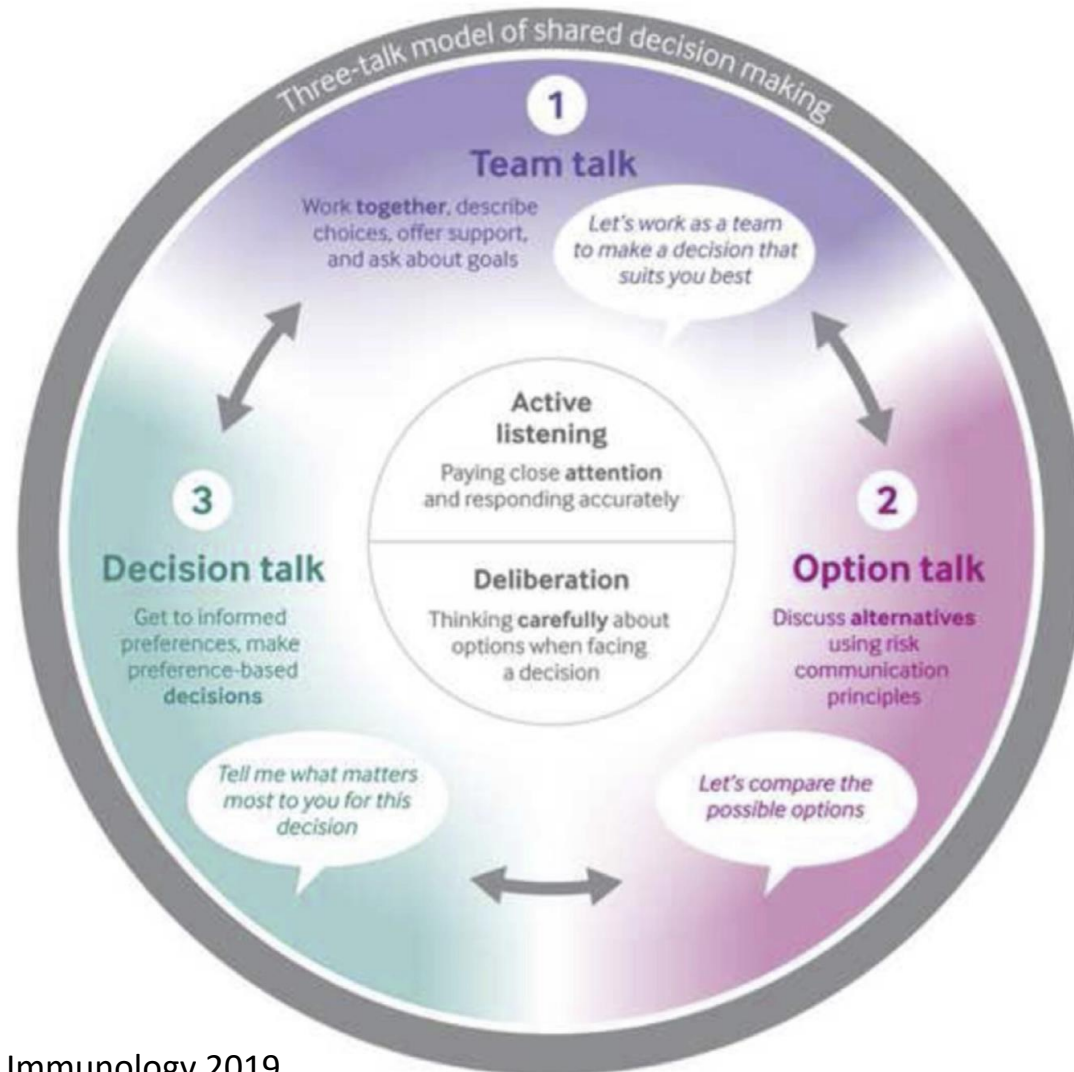 Three-talk model of shared decision making
1
Team talk
Work together, describe
choices, offer support,
and ask about goals
Let's work as a team
to make a decision that
suits you best
Active
listening
Paying close attention
and responding accurately
Deliberation
Thinking carefully about
options when facing
a decision
3
Decision talk
Get to informed
preferences, make
preference-based
decisions
Tell me what matters
most to you for this
decision
2
Option talk
Discuss alternatives
using risk
communication
principles
Let's compare the
possible options
Immunology 2019